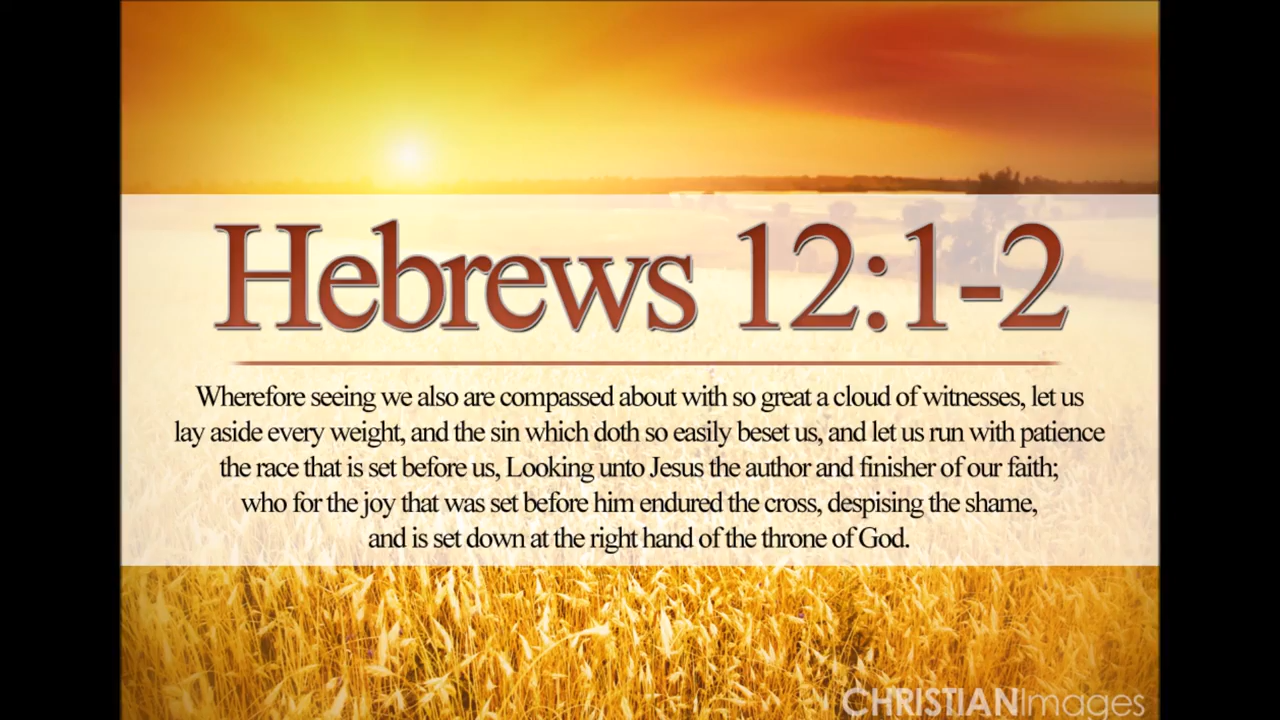 Hebrews 12:1-2
Wherefore seeing we also are compassed about with so great a cloud of witnesses, let us
lay aside every weight, and the sin which doth so easily beset us, and let us run with patience
the race that is set before us, Looking unto Jesus the author and finisher of our faith;
who for the joy that was set before him endured the cross, despising the shame,
and is set down at the right hand of the throne of God.
CHRISTIANImages